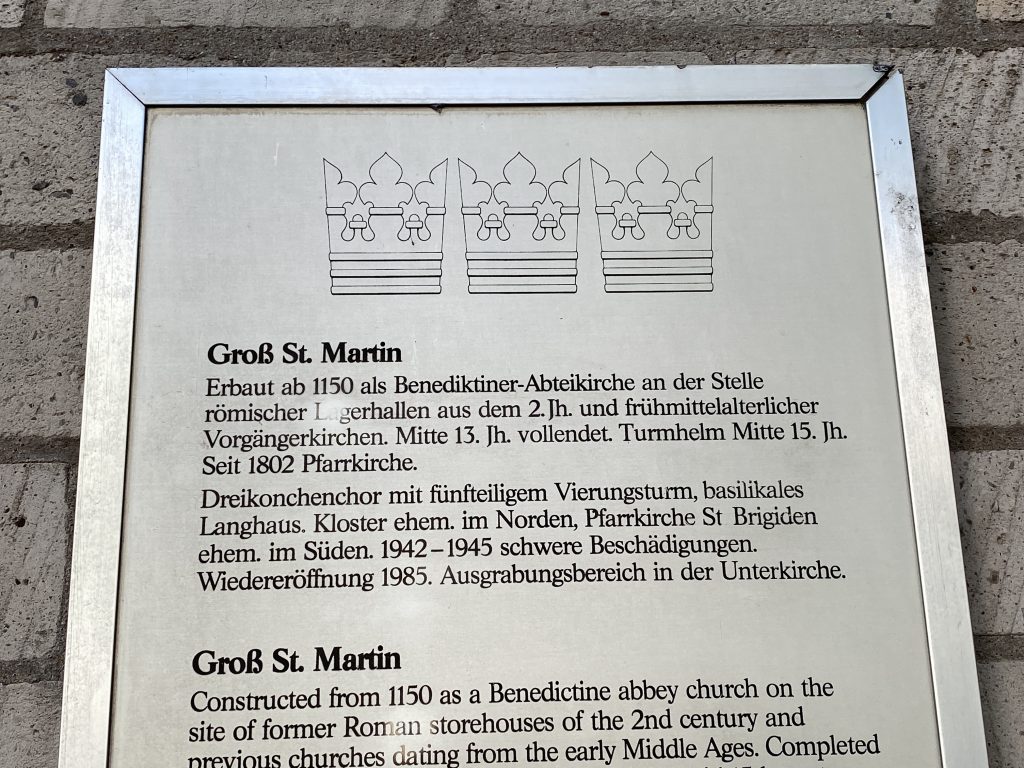 Groß St. Martin
Erbaut ab 1150 als Benediktiner-Abteikirche an der Stelle
römischer Lagerhallen aus dem 2. Jh. und frühmittelalterlicher
Vorgängerkirchen. Mitte 13. Jh. vollendet. Turmhelm Mitte 15. Jh.
Seit 1802 Pfarrkirche.
Dreikonchenchor mit fünfteiligem Vierungsturm, basilikales
Langhaus. Kloster ehem. im Norden, Pfarrkirche St Brigiden
ehem. im Süden. 1942–1945 schwere Beschädigungen.
Wiedereröffnung 1985. Ausgrabungsbereich in der Unterkirche.
Groß St. Martin
Constructed from 1150 as a Benedictine abbey church on the
site of former Roman storehouses of the 2nd century and
previous churches dating from the early Middle Ages. Completed